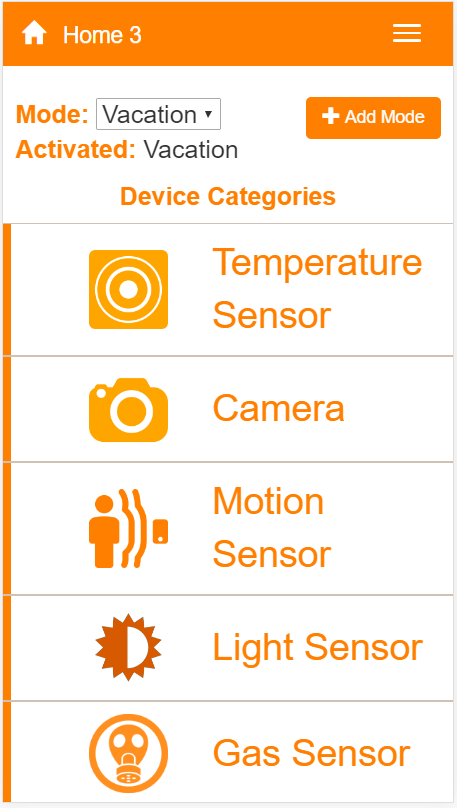 Home 3
Mode: Vacation
Add Mode
Activated: Vacation
Device Categories
Temperature
Sensor
Camera
Motion
Sensor
Light Sensor
Gas Sensor